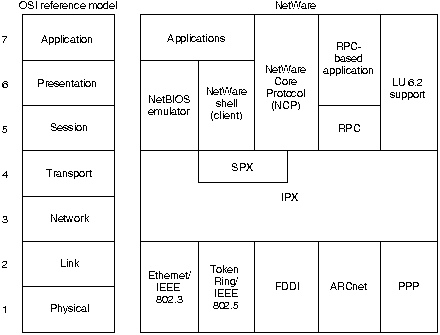 OSI reference model
NetWare
7
Application
Applications
NetWare
Core
Protocol
(NCP)
RPC-
based
application
LU 6.2
support
6
Presentation
NetBIOS
emulator
NetWare
shell
(client)
5
Session
RPC
4
Transport
SPX
IPX
3
Network
2
Link
Ethernet/
IEEE
802.3
Token
Ring/
IEEE
802.5
FDDI
ARCnet
PPP
1
Physical